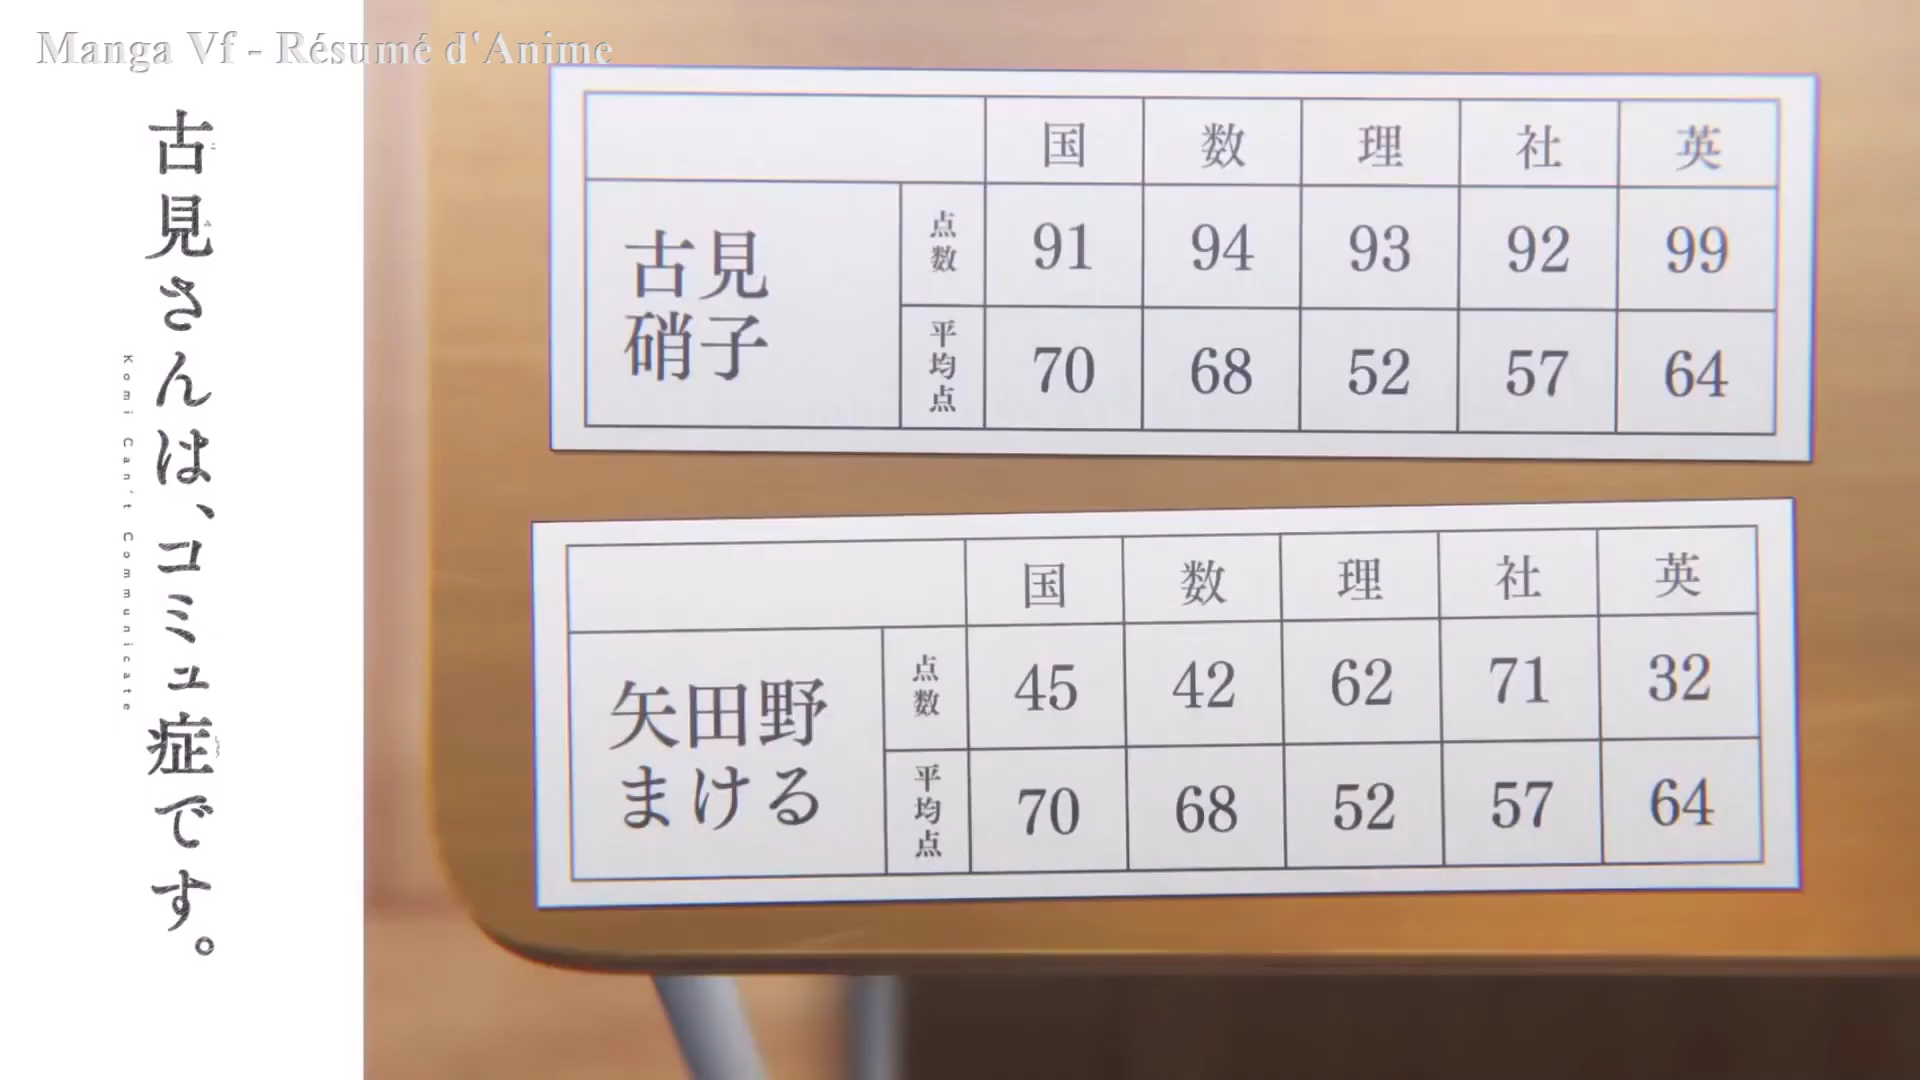 Manga Vf - Résumé d'Anime
古見さんは、コミュ症です。
Komi Can't Communicate
国 数 理 社 英
古見硝子
点数 91 94 93 92 99
平均点 70 68 52 57 64
国 数 理 社 英
矢田野まける
点数 45 42 62 71 32
平均点 70 68 52 57 64